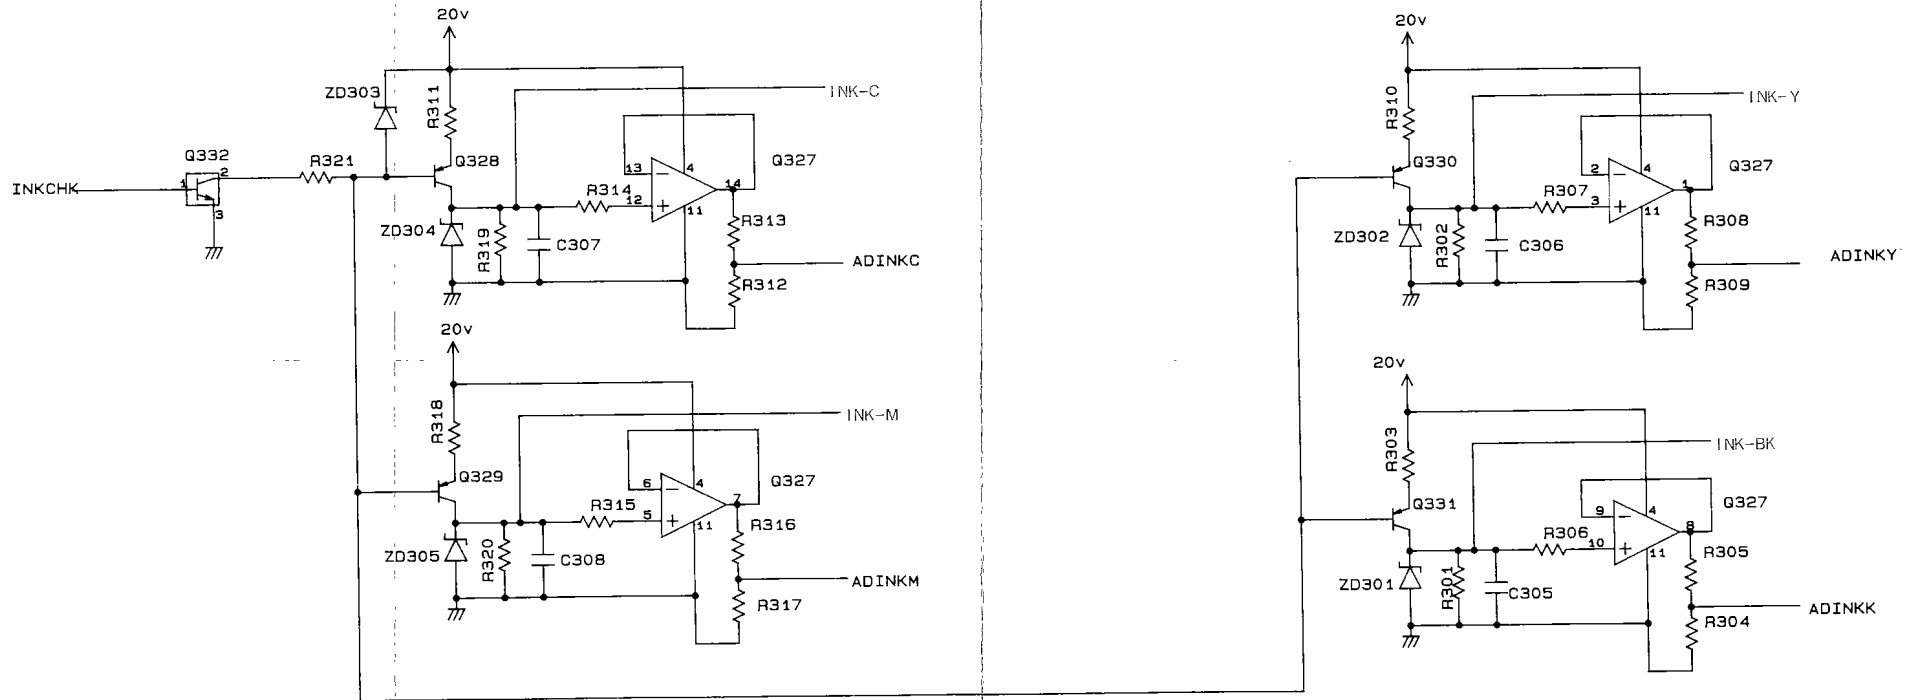 20v
ZD303
R311
INK-C
Q332
R321
Q328
13
4
14
Q327
INKCHK
1
2
3
R314
12
11
R313
ZD304
R319
C307
ADINKC
R312
20v
R318
INK-M
Q329
6
4
7
Q327
R315
5
11
R316
ZD305
R320
C308
ADINKM
R317
20v
R310
INK-Y
Q330
2
4
1
Q327
R307
3
11
R308
ZD302
R302
C306
ADINKY
R309
20v
R303
INK-BK
Q331
9
4
8
Q327
R306
10
11
R305
ZD301
R301
C305
ADINKK
R304